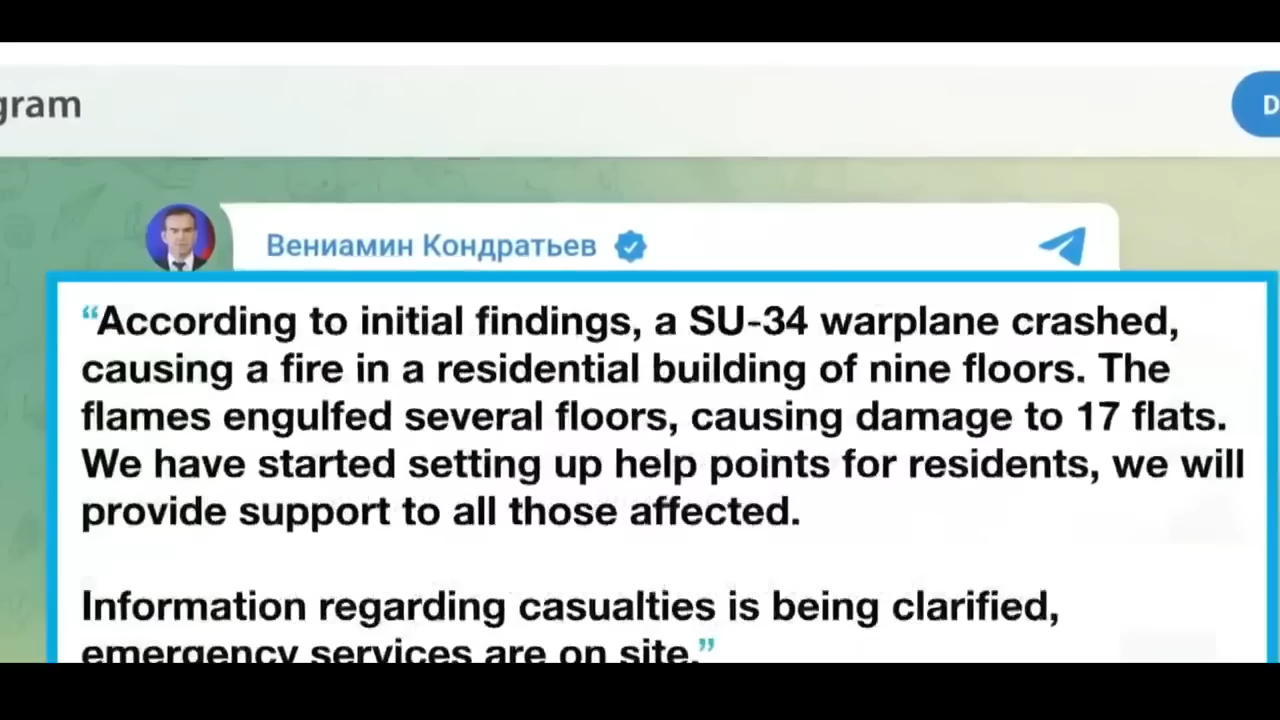 gram
D
Вениамин Кондратьев
“According to initial findings, a SU-34 warplane crashed,
causing a fire in a residential building of nine floors. The
flames engulfed several floors, causing damage to 17 flats.
We have started setting up help points for residents, we will
provide support to all those affected.
Information regarding casualties is being clarified,
emergency services are on site.”